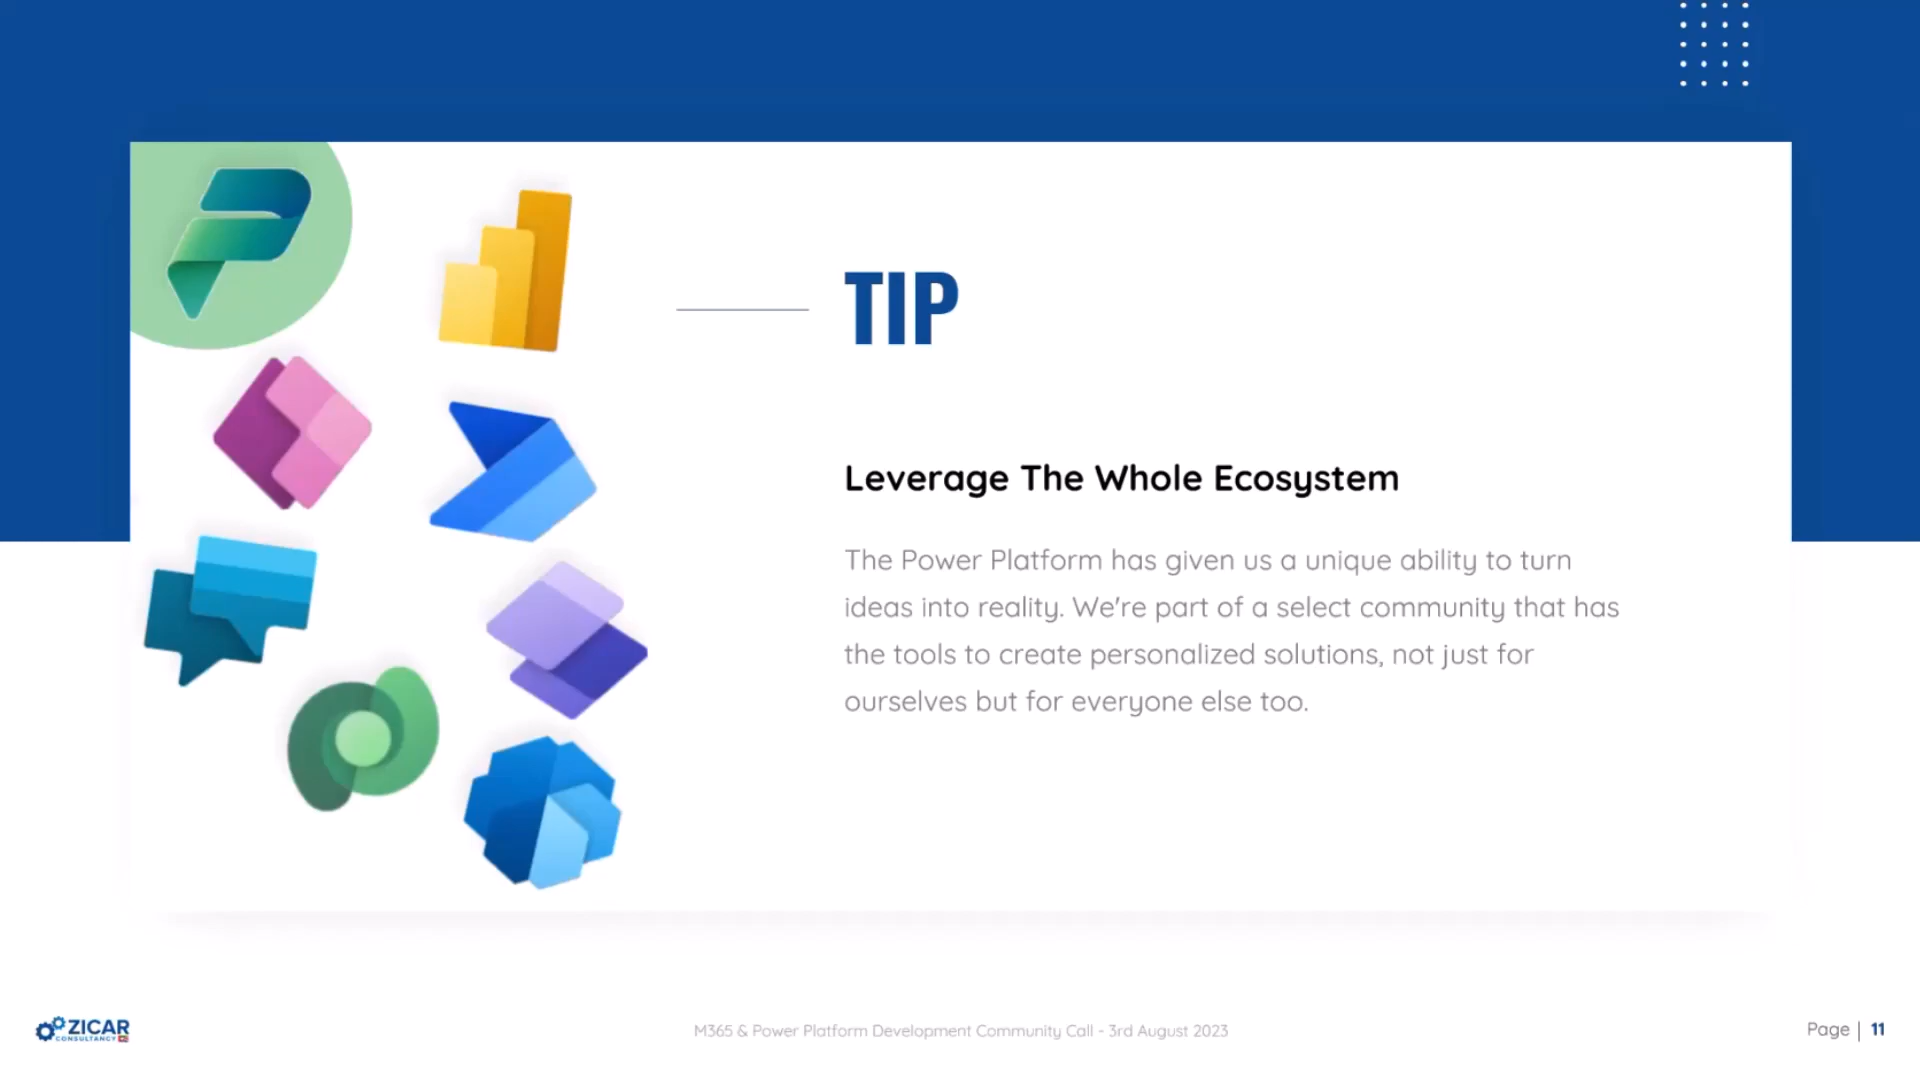 TIP
Leverage The Whole Ecosystem
The Power Platform has given us a unique ability to turn
ideas into reality. We're part of a select community that has
the tools to create personalized solutions, not just for
ourselves but for everyone else too.
ZICAR
CONSULTANCY
M365 & Power Platform Development Community Call - 3rd August 2023
Page | 11